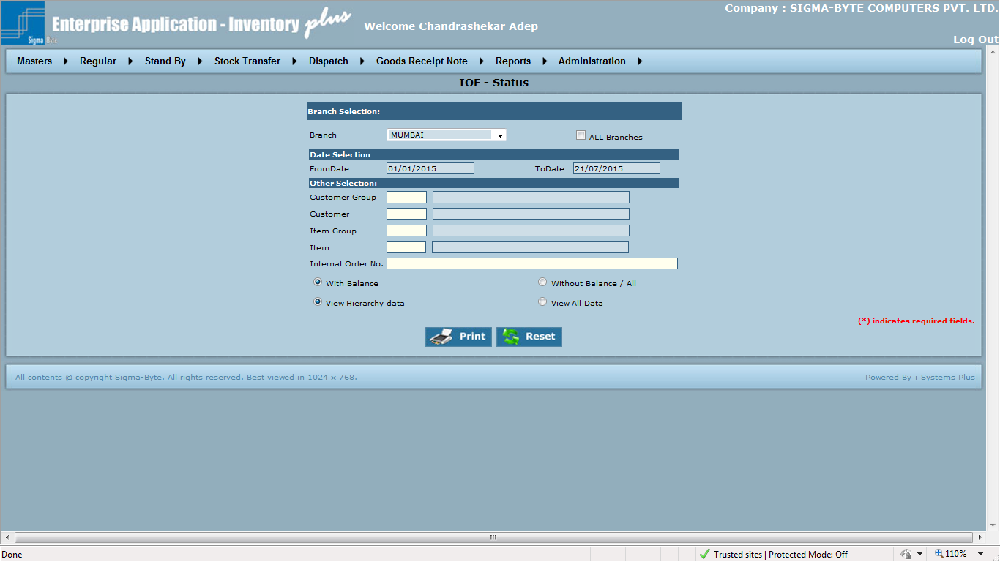 Company : SIGMA-BYTE COMPUTERS PVT. LTD.
Enterprise Application - Inventory plus
Welcome Chandrashekar Adep
Sigma Byte
Log Out
Masters Regular Stand By Stock Transfer Dispatch Goods Receipt Note Reports Administration
IOF - Status
Branch Selection:
Branch MUMBAI ALL Branches
Date Selection
FromDate 01/01/2015 ToDate 21/07/2015
Other Selection:
Customer Group
Customer
Item Group
Item
Internal Order No.
With Balance Without Balance / All
View Hierarchy data View All Data
(*) indicates required fields.
Print Reset
All contents @ copyright Sigma-Byte. All rights reserved. Best viewed in 1024 x 768. Powered By : Systems Plus
Done Trusted sites | Protected Mode: Off 110%